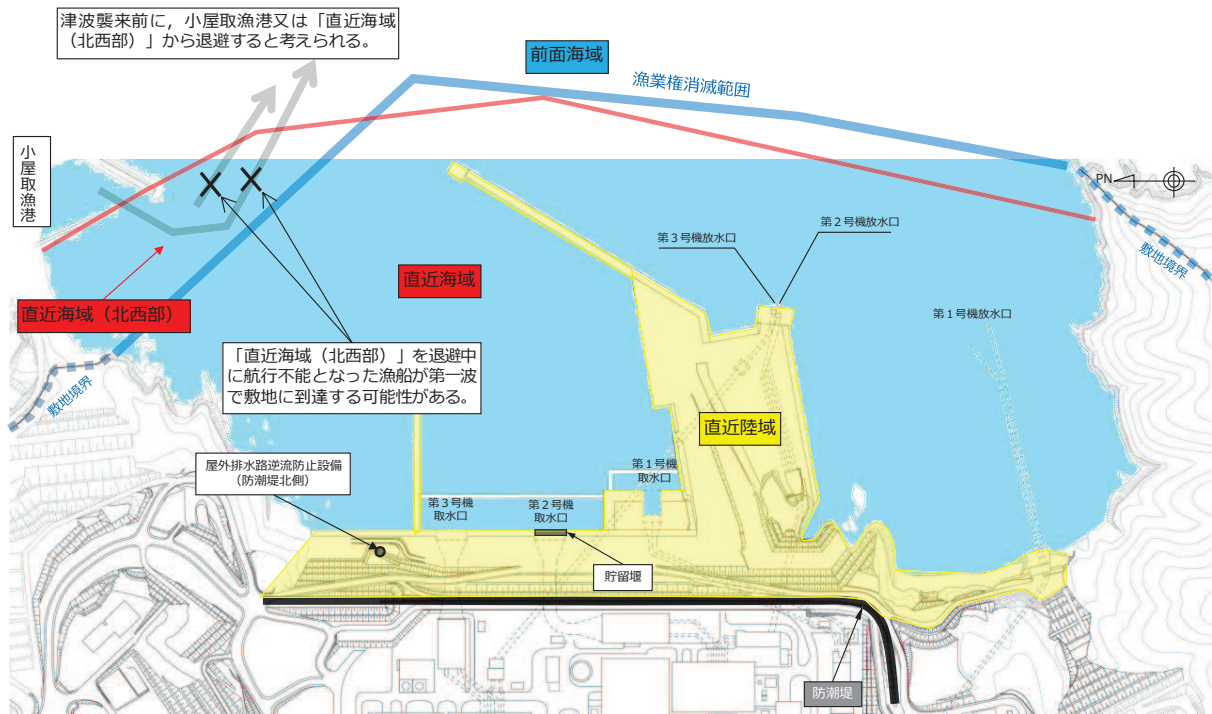 津波襲来前に，小屋取漁港又は「直近海域
（北西部）」から退避すると考えられる。
前面海域
漁業権消滅範囲
小屋取漁港
PN
第２号機放水口
第３号機放水口
敷地境界
直近海域
直近海域（北西部）
第１号機放水口
「直近海域（北西部）」を退避中
に航行不能となった漁船が第一波
で敷地に到達する可能性がある。
敷地境界
直近陸域
屋外排水路逆流防止設備
（防潮堤北側）
第１号機
取水口
第３号機
取水口
第２号機
取水口
貯留堰
防潮堤